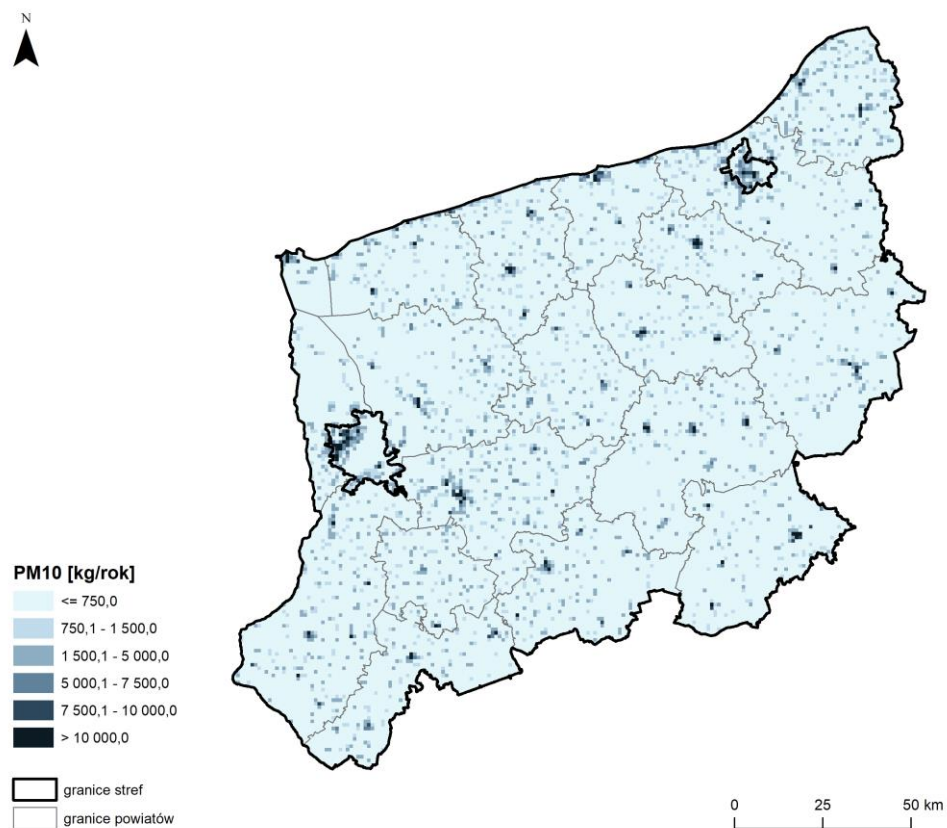 N
PM10 [kg/rok]
<= 750,0
750,1 - 1 500,0
1 500,1 - 5 000,0
5 000,1 - 7 500,0
7 500,1 - 10 000,0
> 10 000,0
granice stref
granice powiatów
0 25 50 km